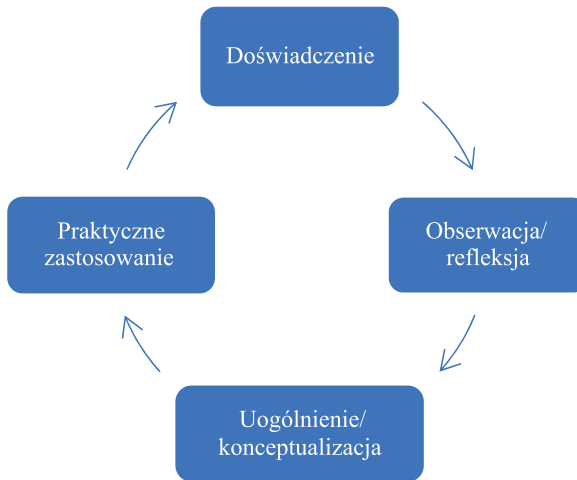 Doświadczenie
Obserwacja/
refleksja
Uogólnienie/
konceptualizacja
Praktyczne
zastosowanie